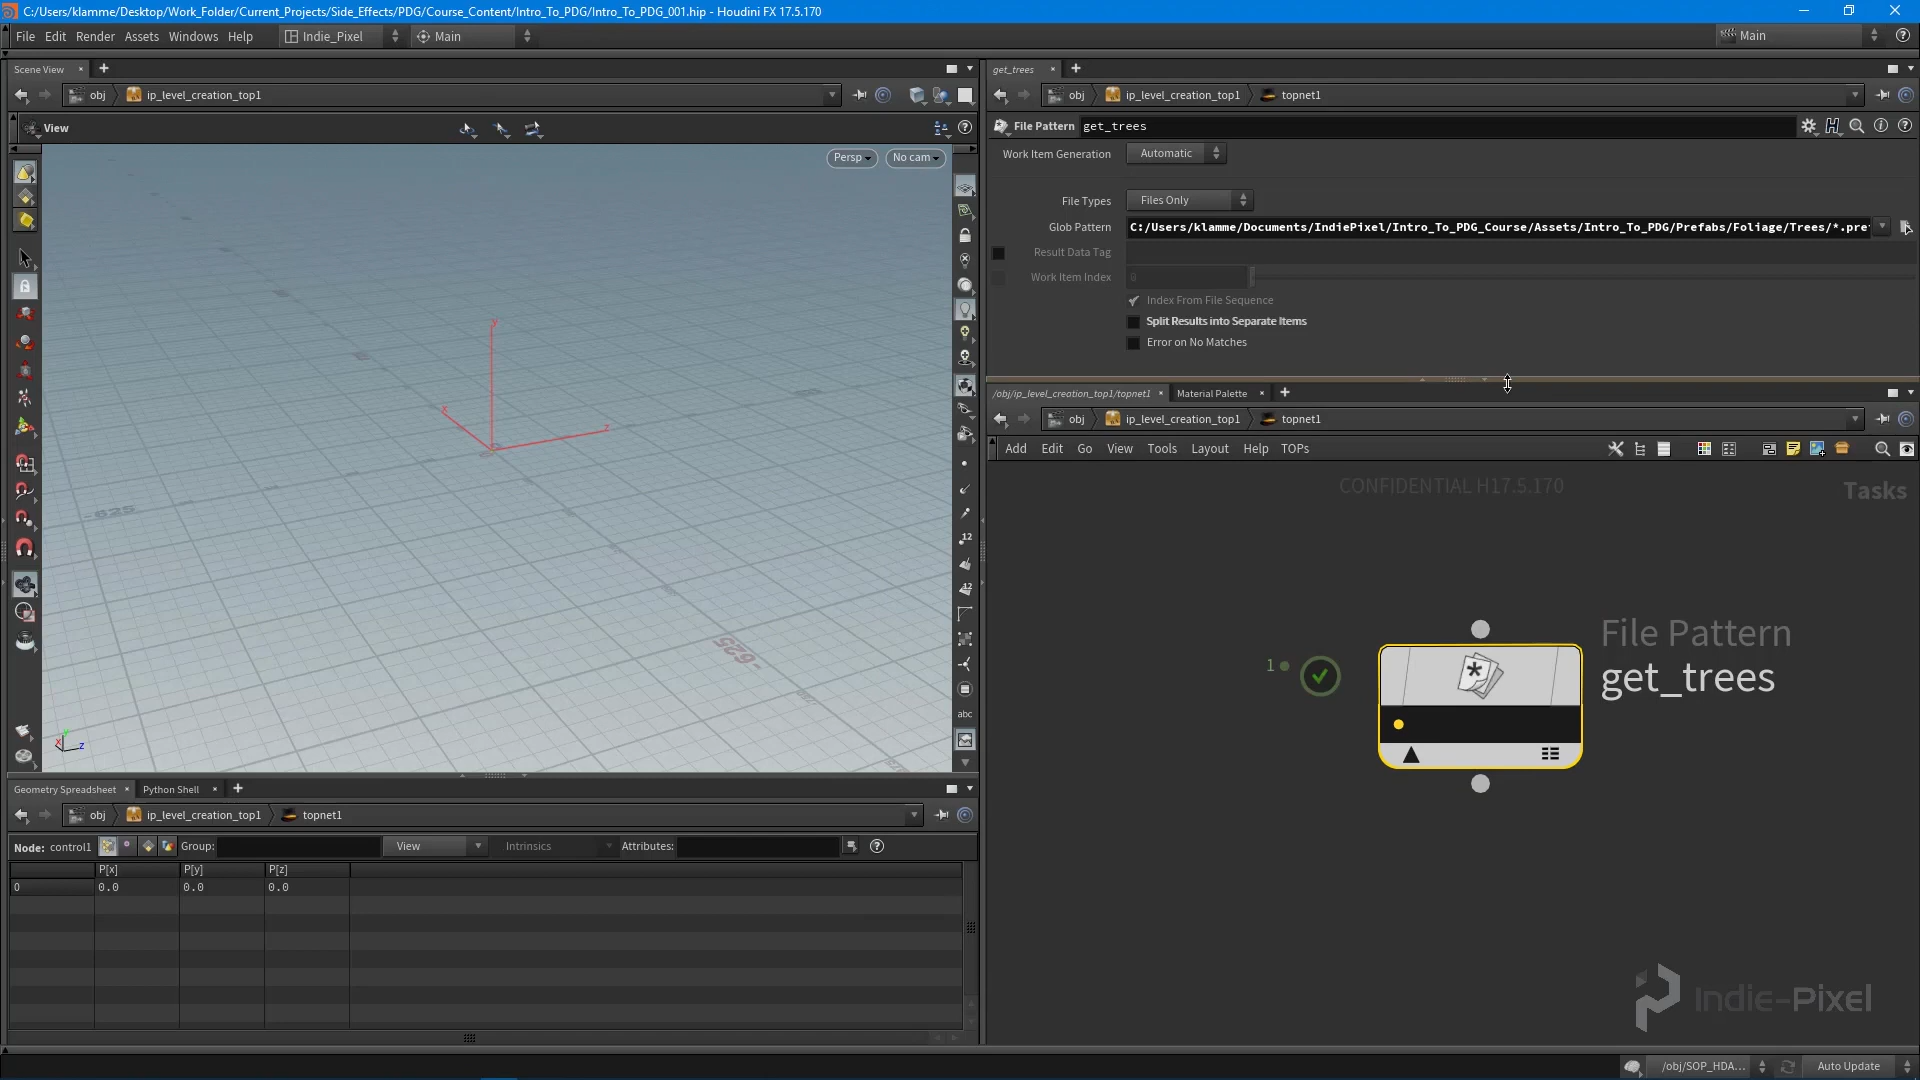 C:/Users/klamme/Desktop/Work_Folder/Current_Projects/Side_Effects/PDG/Course_Content/Intro_To_PDG/Intro_To_PDG_001.hip - Houdini FX 17.5.170
File Edit Render Assets Windows Help Indie_Pixel Main Main
Scene View
obj ip_level_creation_top1
View
Persp No cam
y
x
z
-625
-625
12
12
abc
y
x z
Geometry Spreadsheet Python Shell
obj ip_level_creation_top1 topnet1
Node: control1 Group: View Intrinsics Attributes:
P[x] P[y] P[z]
0 0.0 0.0 0.0
get_trees
obj ip_level_creation_top1 topnet1
File Pattern get_trees
Work Item Generation Automatic
File Types Files Only
Glob Pattern C:/Users/klamme/Documents/IndiePixel/Intro_To_PDG_Course/Assets/Intro_To_PDG/Prefabs/Foliage/Trees/*.pre
Result Data Tag
Work Item Index 0
Index From File Sequence
Split Results into Separate Items
Error on No Matches
/obj/ip_level_creation_top1/topnet1 Material Palette
obj ip_level_creation_top1 topnet1
Add Edit Go View Tools Layout Help TOPs
CONFIDENTIAL H17.5.170
Tasks
1
File Pattern
get_trees
Indie-Pixel
/obj/SOP_HDA... Auto Update